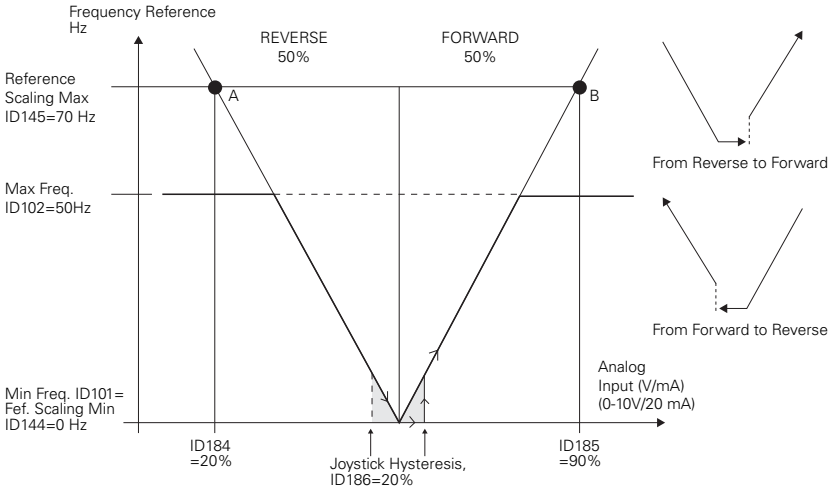 Frequency Reference
Hz
REVERSE
50%
FORWARD
50%
Reference
Scaling Max
ID145=70 Hz
A
B
From Reverse to Forward
Max Freq.
ID102=50Hz
From Forward to Reverse
Analog
Input (V/mA)
(0-10V/20 mA)
Min Freq. ID101=
Fef. Scaling Min
ID144=0 Hz
ID184
=20%
Joystick Hysteresis,
ID186=20%
ID185
=90%